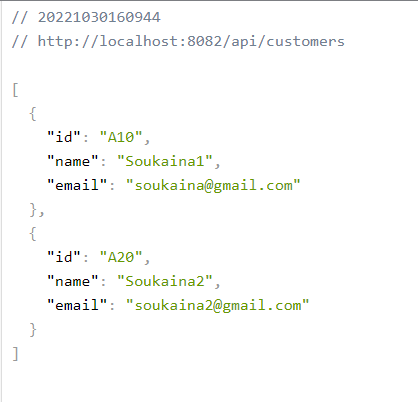 // 20221030160944
// http://localhost:8082/api/customers
[
  {
    "id": "A10",
    "name": "Soukaina1",
    "email": "soukaina@gmail.com"
  },
  {
    "id": "A20",
    "name": "Soukaina2",
    "email": "soukaina2@gmail.com"
  }
]